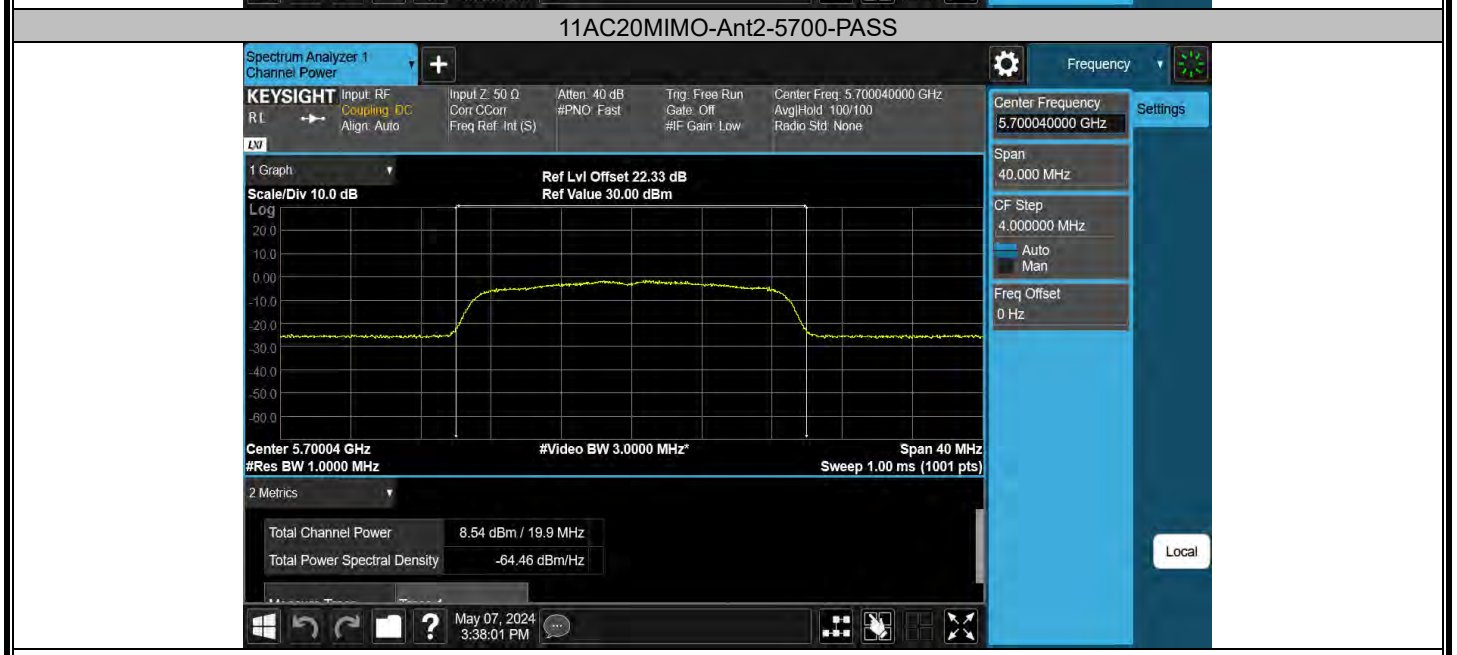 11AC20MIMO-Ant2-5700-PASS
Spectrum Analyzer 1
Channel Power
Frequency
KEYSIGHT
RL
LXI
Input: RF
Coupling: DC
Align: Auto
Input Z: 50 Ω
Corr CCorr
Freq Ref: Int (S)
Atten: 40 dB
#PNO: Fast
Trig: Free Run
Gate: Off
#IF Gain: Low
Center Freq: 5.700040000 GHz
Avg|Hold: 100/100
Radio Std: None
1 Graph
Scale/Div 10.0 dB
Ref Lvl Offset 22.33 dB
Ref Value 30.00 dBm
Log
20.0
10.0
0.00
-10.0
-20.0
-30.0
-40.0
-50.0
-60.0
Center 5.70004 GHz
#Res BW 1.0000 MHz
#Video BW 3.0000 MHz*
Span 40 MHz
Sweep 1.00 ms (1001 pts)
2 Metrics
Total Channel Power 8.54 dBm / 19.9 MHz
Total Power Spectral Density -64.46 dBm/Hz
?
May 07, 2024
3:38:01 PM
Center Frequency
5.700040000 GHz
Settings
Span
40.000 MHz
CF Step
4.000000 MHz
Auto
Man
Freq Offset
0 Hz
Local